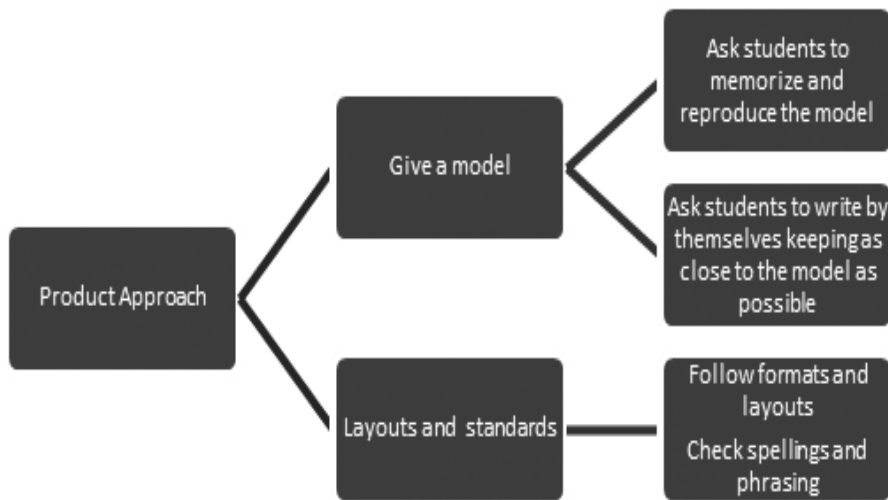 Product Approach
Give a model
Ask students to
memorize and
reproduce the model
Ask students to write by
themselves keeping as
close to the model as
possible
Layouts and standards
Follow formats and
layouts
Check spellings and
phrasing